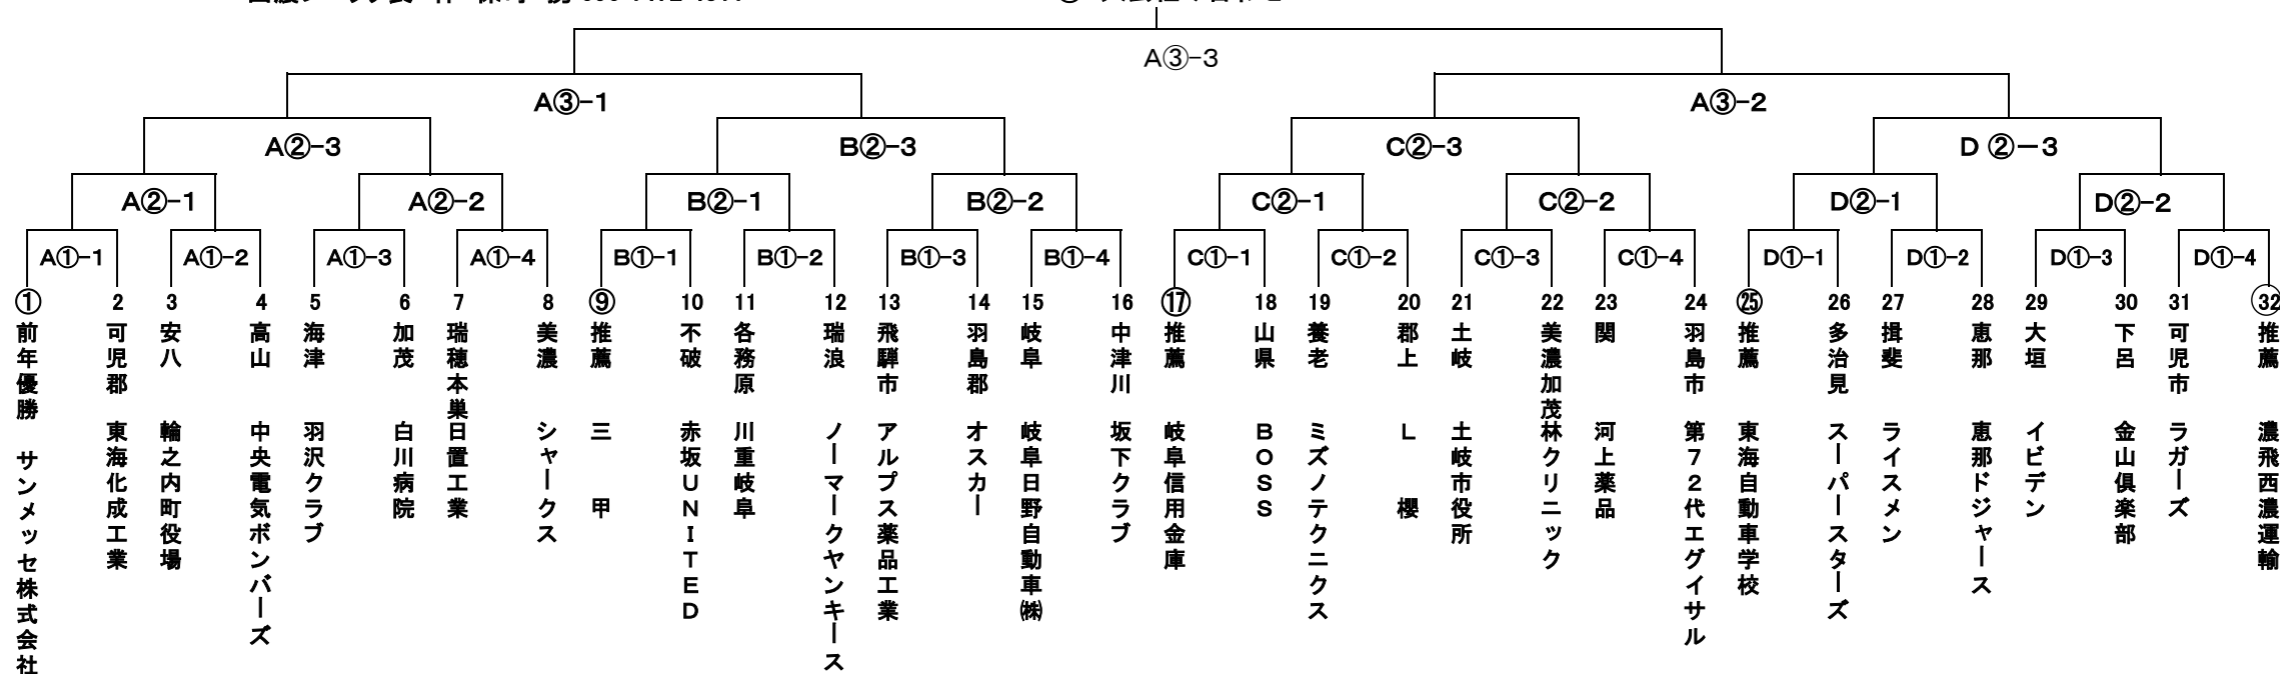 A③-3
A③-1
A③-2
A②-3
B②-3
C②-3
D ②－3
A②-1
A②-2
B②-1
B②-2
C②-1
C②-2
D②-1
D②-2
A①-1
A①-2
A①-3
A①-4
B①-1
B①-2
B①-3
B①-4
C①-1
C①-2
C①-3
C①-4
D①-1
D①-2
D①-3
D①-4
① 前年優勝 サンメッセ株式会社
2 可児郡 東海化成工業
3 安八 輪之内町役場
4 高山 中央電気ボンバーズ
5 海津 羽沢クラブ
6 加茂 白川病院
7 瑞穂本巣 日置工業
8 美濃 シャークス
⑨ 推薦 三甲
10 不破 赤坂UNITED
11 各務原 川重岐阜
12 瑞浪 ノーマークヤンキース
13 飛騨市 アルプス薬品工業
14 羽島郡 オスカー
15 岐阜 岐阜日野自動車㈱
16 中津川 坂下クラブ
⑰ 推薦 岐阜信用金庫
18 山県 BOSS
19 養老 ミズノテクニクス
20 郡上 L櫻
21 土岐 土岐市役所
22 美濃加茂 林クリニック
23 関 河上薬品
24 羽島市 第72代エグイサル
㉕ 推薦 東海自動車学校
26 多治見 スーパースターズ
27 揖斐 ライスメン
28 恵那 恵那ドジャース
29 大垣 イビデン
30 下呂 金山倶楽部
31 可児市 ラガーズ
㉜ 推薦 濃飛西濃運輸